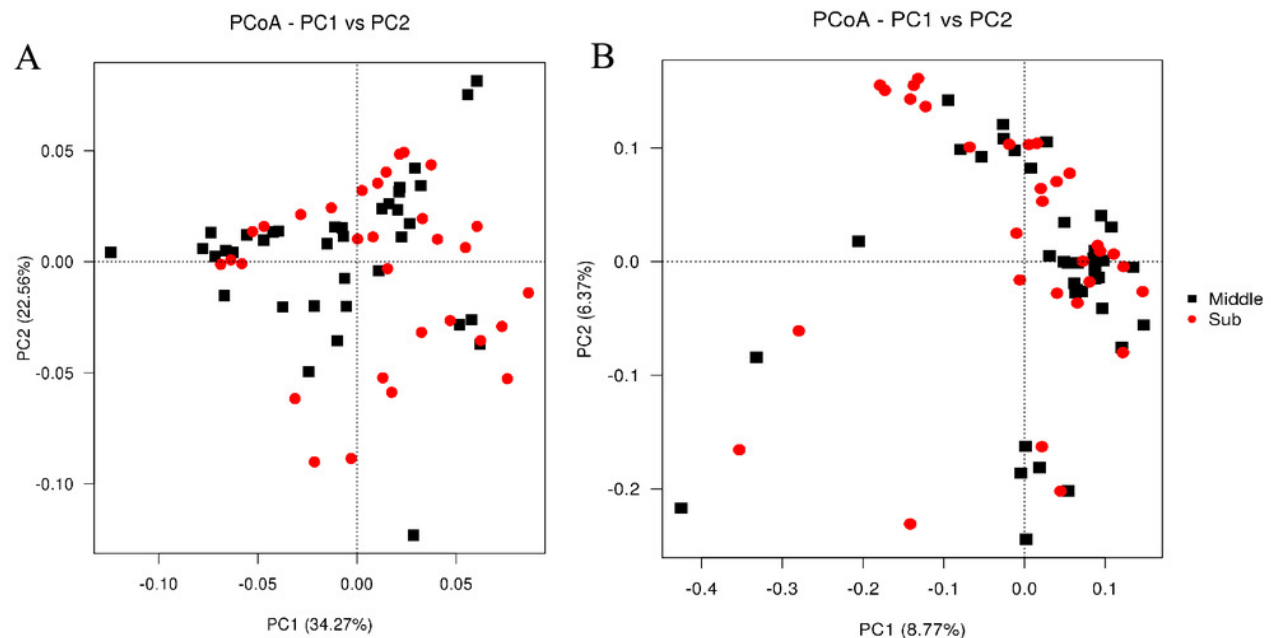 PCoA - PC1 vs PC2
A
0.05
0.00
-0.05
-0.10
PC2 (22.56%)
-0.10 -0.05 0.00 0.05
PC1 (34.27%)
PCoA - PC1 vs PC2
B
0.1
0.0
-0.1
-0.2
PC2 (6.37%)
-0.4 -0.3 -0.2 -0.1 0.0 0.1
PC1 (8.77%)
Middle
Sub